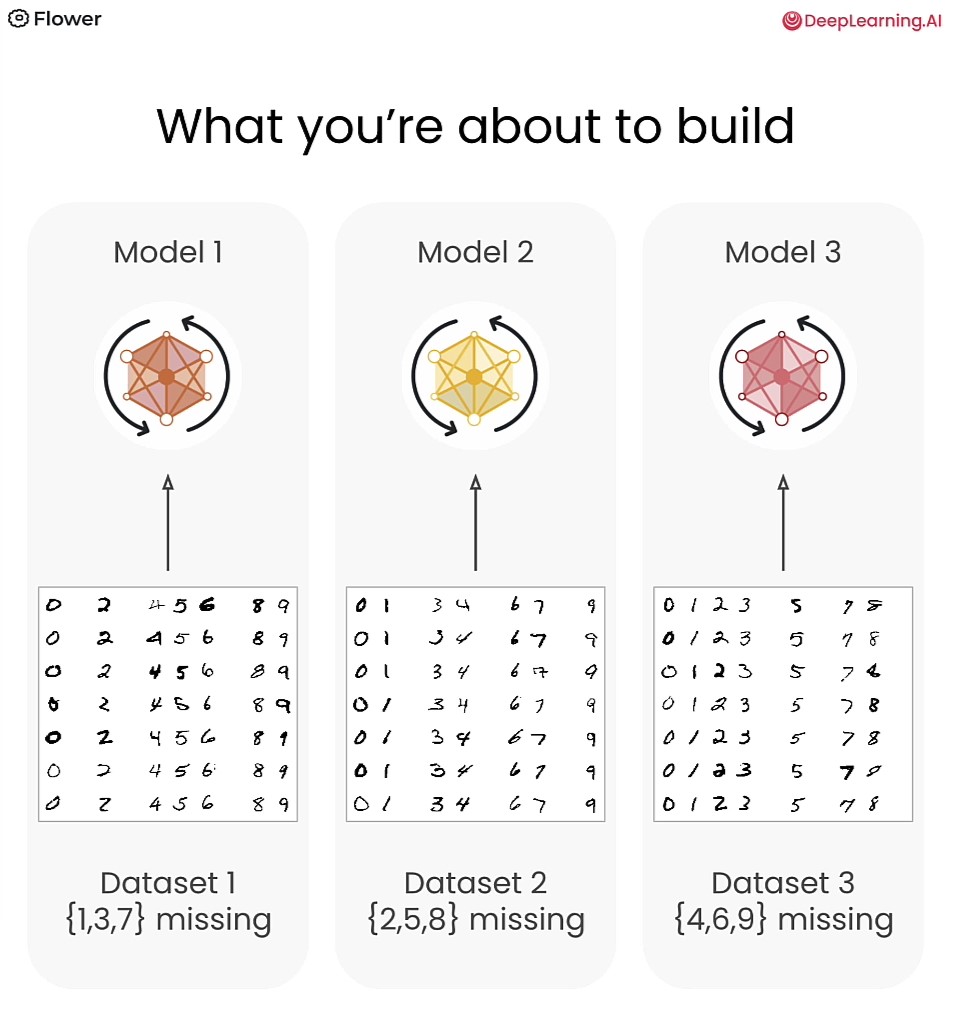 Flower
DeepLearning.AI
What you’re about to build
Model 1
Model 2
Model 3
0 2 4 5 6 8 9
0 2 4 5 6 8 9
0 2 4 5 6 8 9
0 2 4 5 6 8 9
0 2 4 5 6 8 9
0 2 4 5 6 8 9
0 2 4 5 6 8 9
0 1 3 4 6 7 9
0 1 3 4 6 7 9
0 1 3 4 6 7 9
0 1 3 4 6 7 9
0 1 3 4 6 7 9
0 1 3 4 6 7 9
0 1 3 4 6 7 9
0 1 2 3 5 7 8
0 1 2 3 5 7 8
0 1 2 3 5 7 8
0 1 2 3 5 7 8
0 1 2 3 5 7 8
0 1 2 3 5 7 8
0 1 2 3 5 7 8
Dataset 1
{1,3,7} missing
Dataset 2
{2,5,8} missing
Dataset 3
{4,6,9} missing